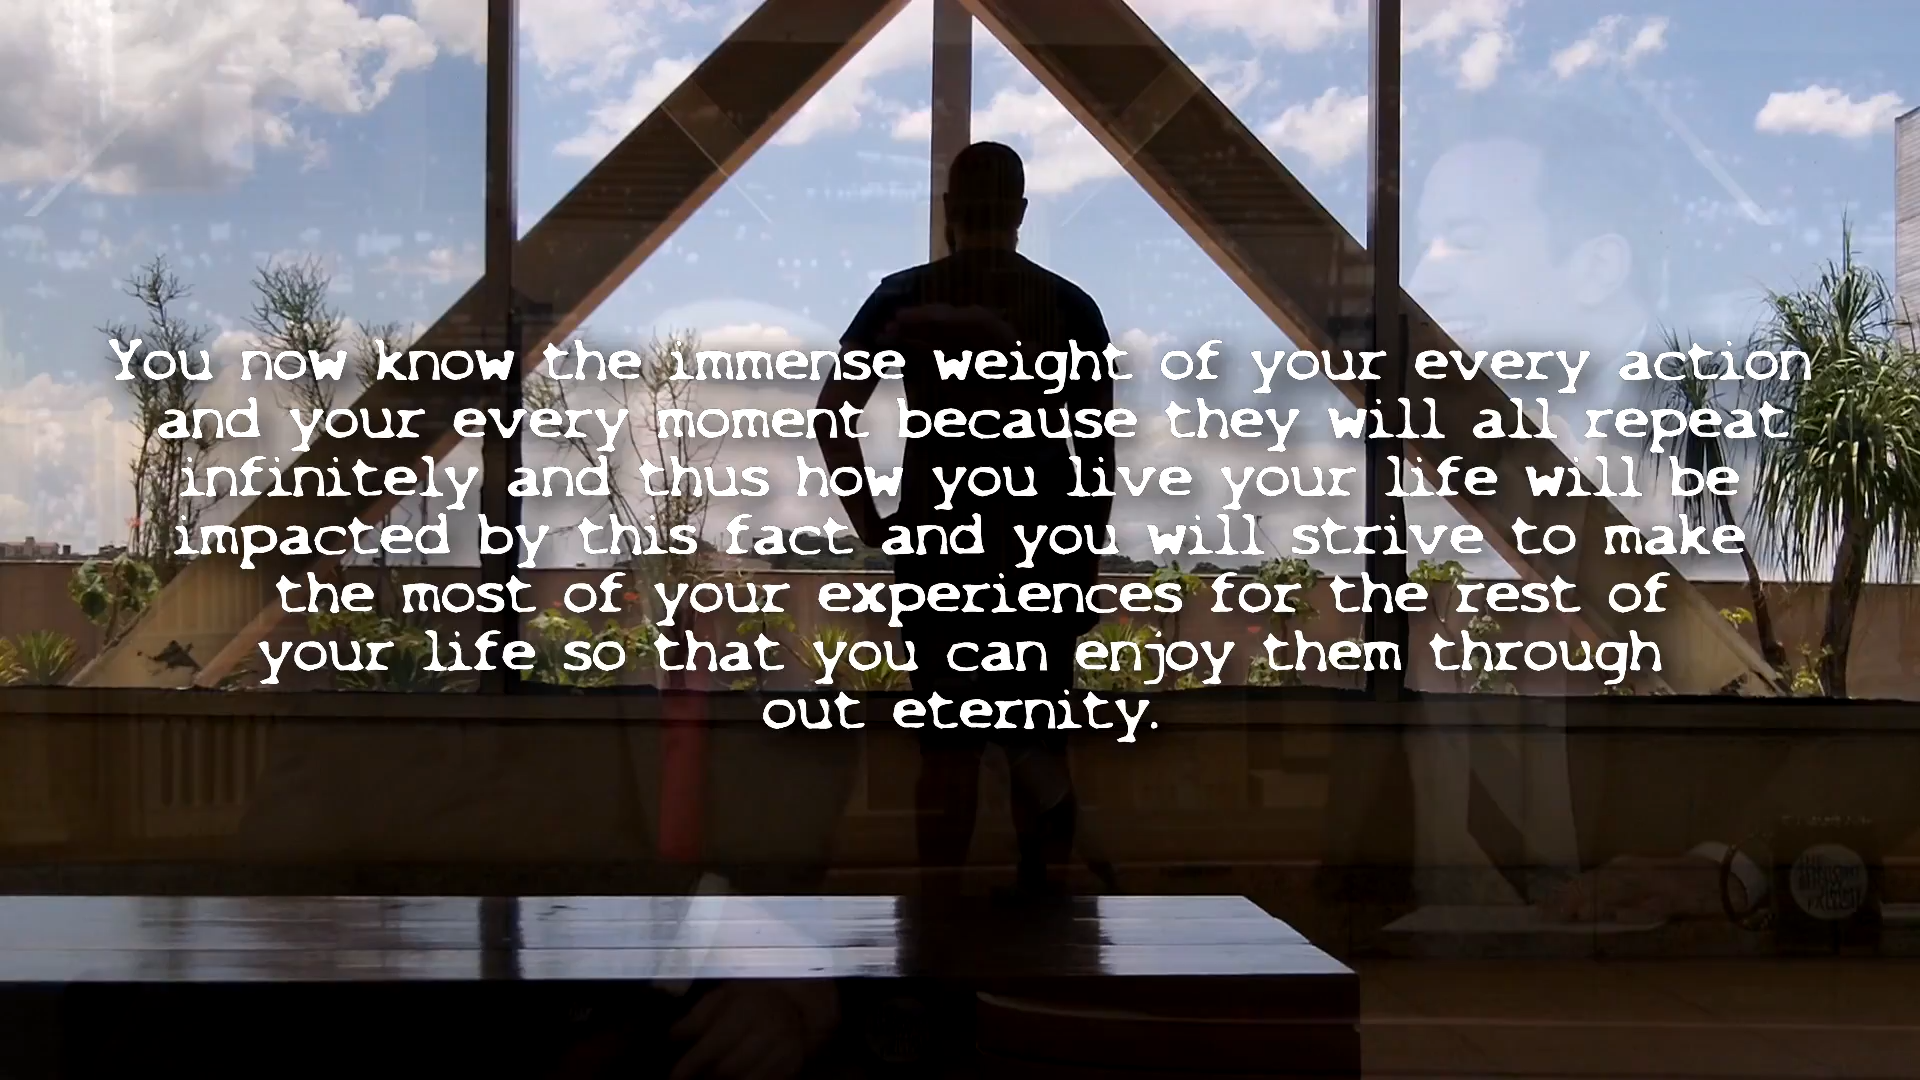 You now know the immense weight of your every action
and your every moment because they will all repeat
infinitely and thus how you live your life will be
impacted by this fact and you will strive to make
the most of your experiences for the rest of
your life so that you can enjoy them through
out eternity.